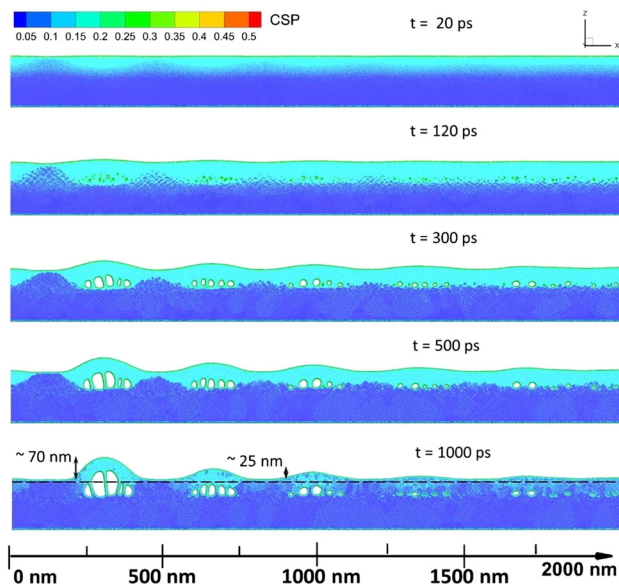 CSP
0.05 0.1 0.15 0.2 0.25 0.3 0.35 0.4 0.45 0.5
t = 20 ps
z
x
t = 120 ps
t = 300 ps
t = 500 ps
t = 1000 ps
~ 70 nm
~ 25 nm
0 nm 500 nm 1000 nm 1500 nm 2000 nm